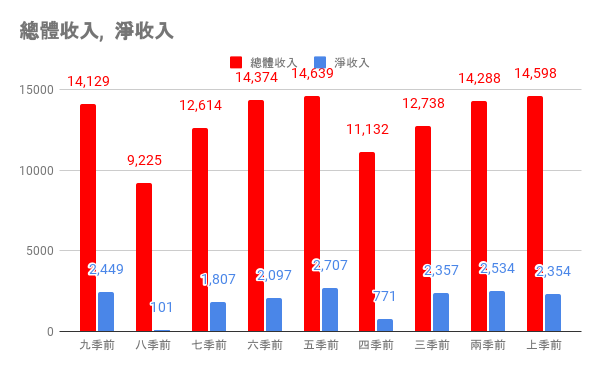 總體收入, 淨收入
總體收入 淨收入
14,129 9,225 12,614 14,374 14,639 11,132 12,738 14,288 14,598
15000
10000
5000
2,449 101 1,807 2,097 2,707 771 2,357 2,534 2,354
0
九季前 八季前 七季前 六季前 五季前 四季前 三季前 兩季前 上季前